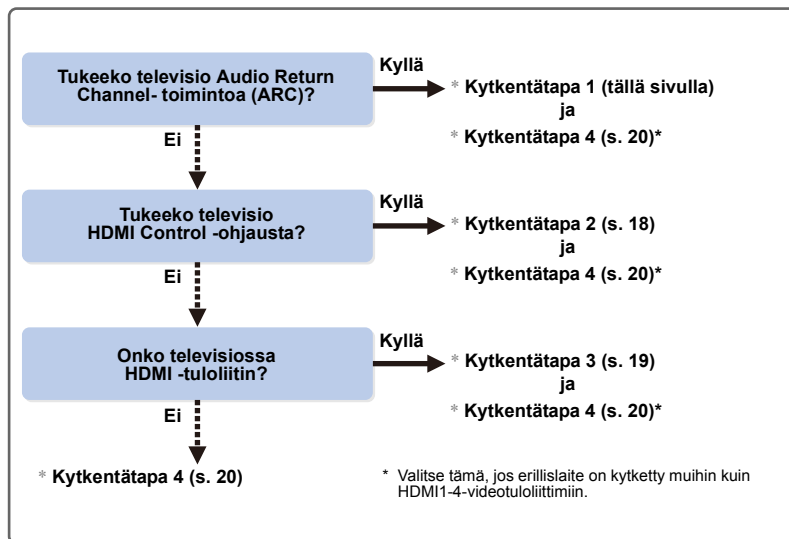 Tukeeko televisio Audio Return
Channel- toimintoa (ARC)?
Kyllä
* Kytkentätapa 1 (tällä sivulla)
ja
* Kytkentätapa 4 (s. 20)*
Ei
Tukeeko televisio
HDMI Control -ohjausta?
Kyllä
* Kytkentätapa 2 (s. 18)
ja
* Kytkentätapa 4 (s. 20)*
Ei
Onko televisiossa
HDMI -tuloliitin?
Kyllä
* Kytkentätapa 3 (s. 19)
ja
* Kytkentätapa 4 (s. 20)*
Ei
* Kytkentätapa 4 (s. 20)
* Valitse tämä, jos erillislaite on kytketty muihin kuin
HDMI1-4-videotuloliittimiin.